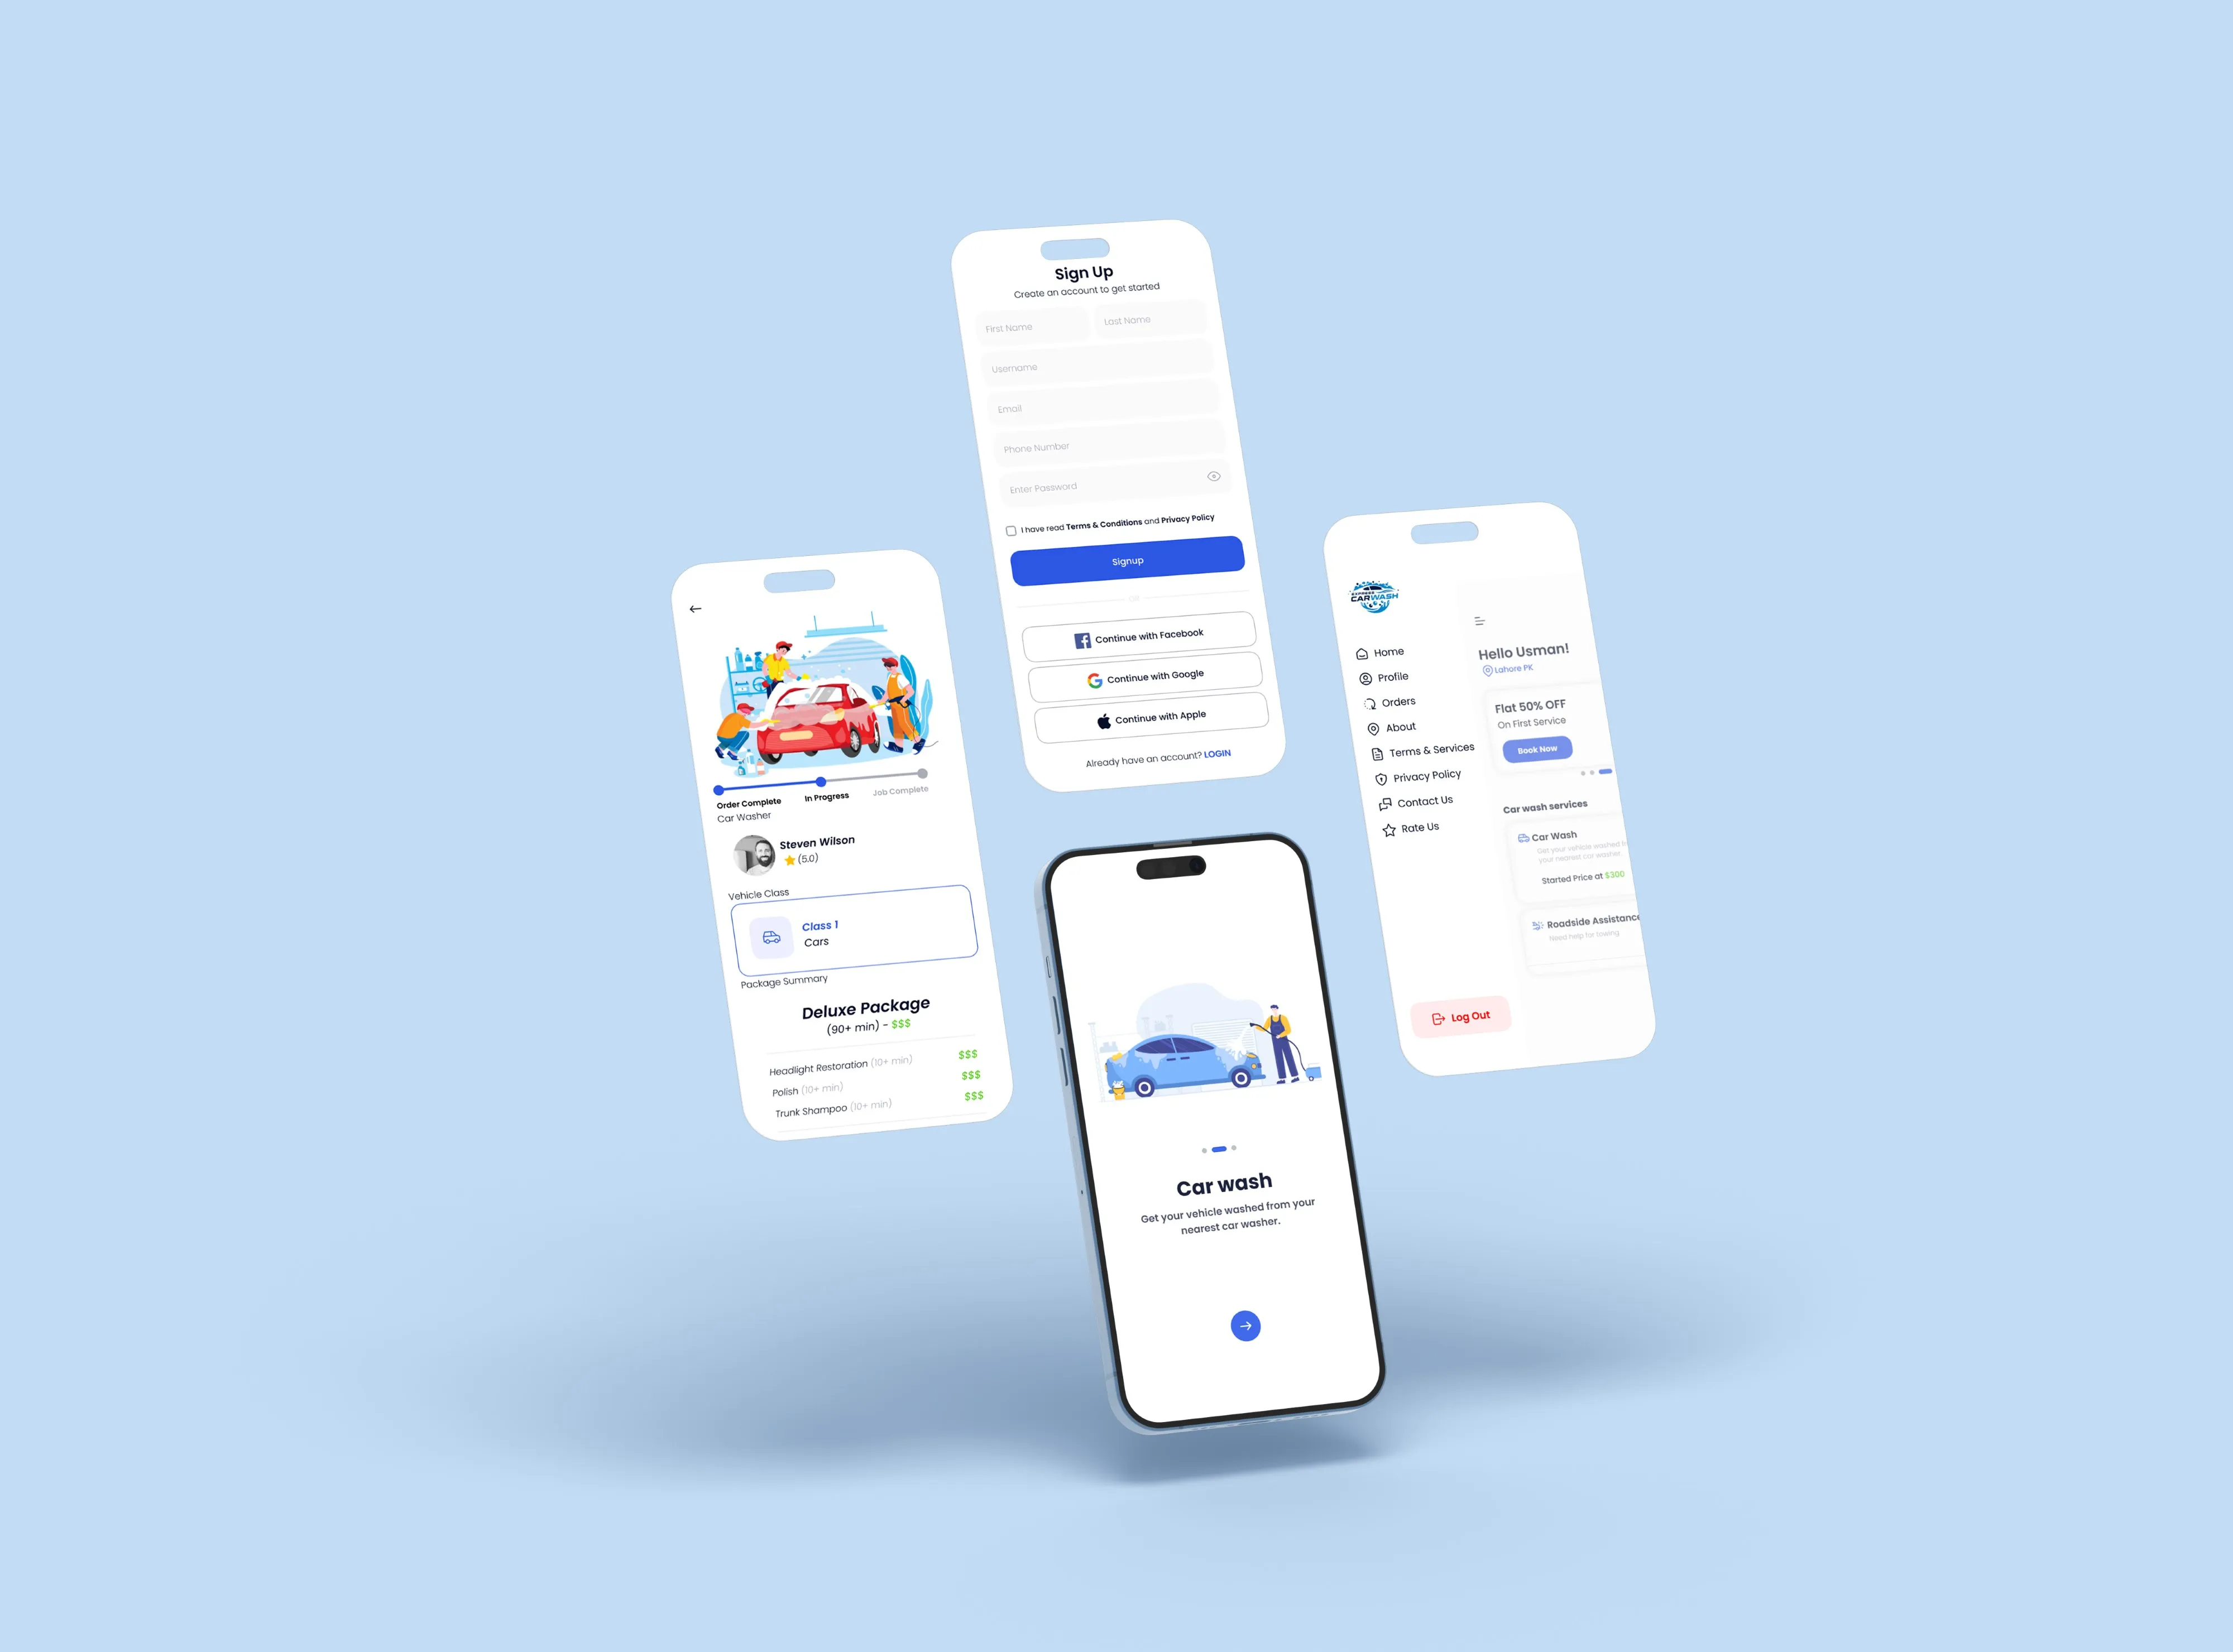 Sign Up
Create an account to get started
First Name
Last Name
Username
Email
Phone Number
Enter Password
I have read Terms & Conditions and Privacy Policy
Signup
OR
Continue with Facebook
Continue with Google
Continue with Apple
Already have an account? LOGIN
Order Complete
In Progress
Job Complete
Car Washer
Steven Wilson
(5.0)
Vehicle Class
Class 1
Cars
Package Summary
Deluxe Package
(90+ min) - $$$
Headlight Restoration (10+ min) $$$
Polish (10+ min) $$$
Trunk Shampoo (10+ min) $$$
EXPRESS
CARWASH
Home
Profile
Orders
About
Terms & Services
Privacy Policy
Contact Us
Rate Us
Log Out
Hello Usman!
Lahore PK
Flat 50% OFF
On First Service
Book Now
Car wash services
Car Wash
Get your vehicle washed
your nearest car washer.
Started Price at $300
Roadside Assistance
Need help for towing
Car wash
Get your vehicle washed from your
nearest car washer.